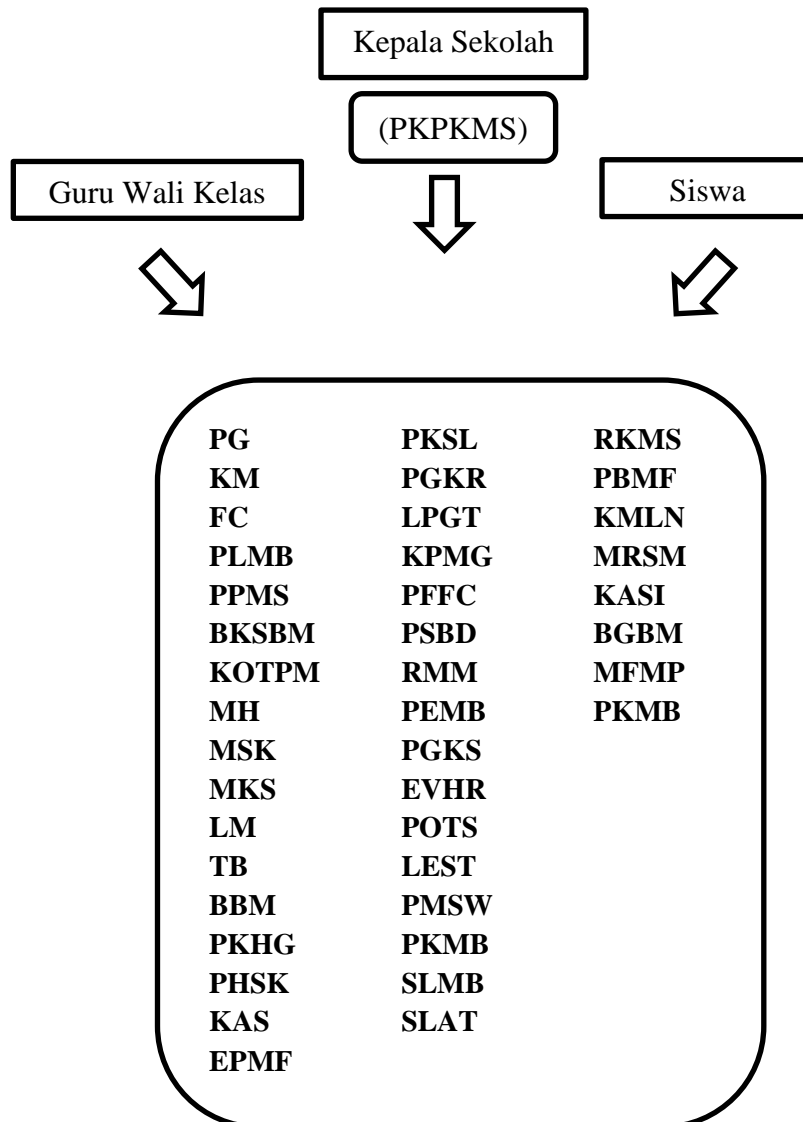 Kepala Sekolah
(PKPKMS)
Guru Wali Kelas
Siswa
PG PKSL RKMS
KM PGKR PBMF
FC LPGT KMLN
PLMB KPMG MRSM
PPMS PFFC KASI
BKSBM PSBD BGBM
KOTPM RMM MFMP
MH PEMB PKMB
MSK PGKS
MKS EVHR
LM POTS
TB LEST
BBM PMSW
PKHG PKMB
PHSK SLMB
KAS SLAT
EPMF